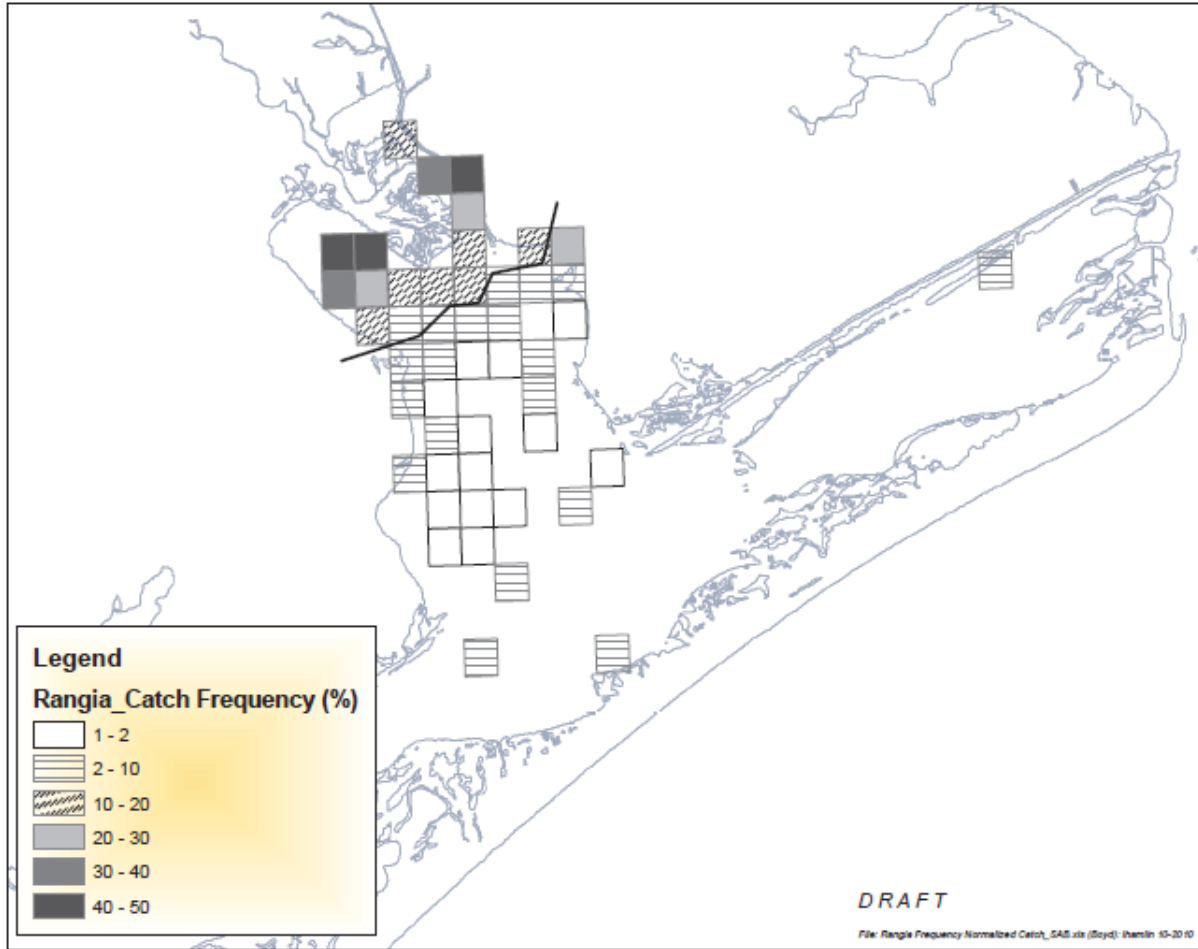 Legend
Rangia_Catch Frequency (%)
1 - 2
2 - 10
10 - 20
20 - 30
30 - 40
40 - 50
DRAFT
File: Rangia Frequency Normalized Catch_SAB.xls (Boyd): lhamlin 10-2010